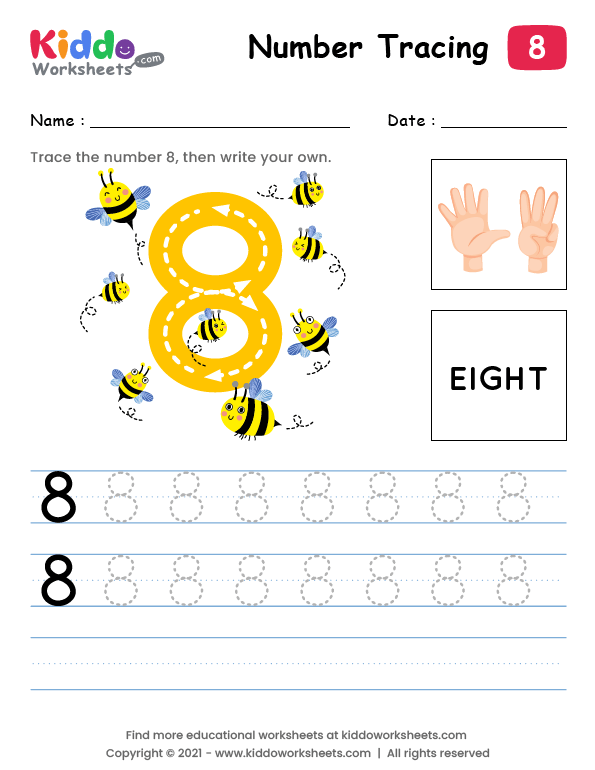 Kiddo
Worksheets .com
Number Tracing 8
Name : Date :
Trace the number 8, then write your own.
8
EIGHT
8 8 8 8 8 8 8 8
8 8 8 8 8 8 8 8
Find more educational worksheets at kiddoworksheets.com
Copyright © 2021 - www.kiddoworksheets.com | All rights reserved